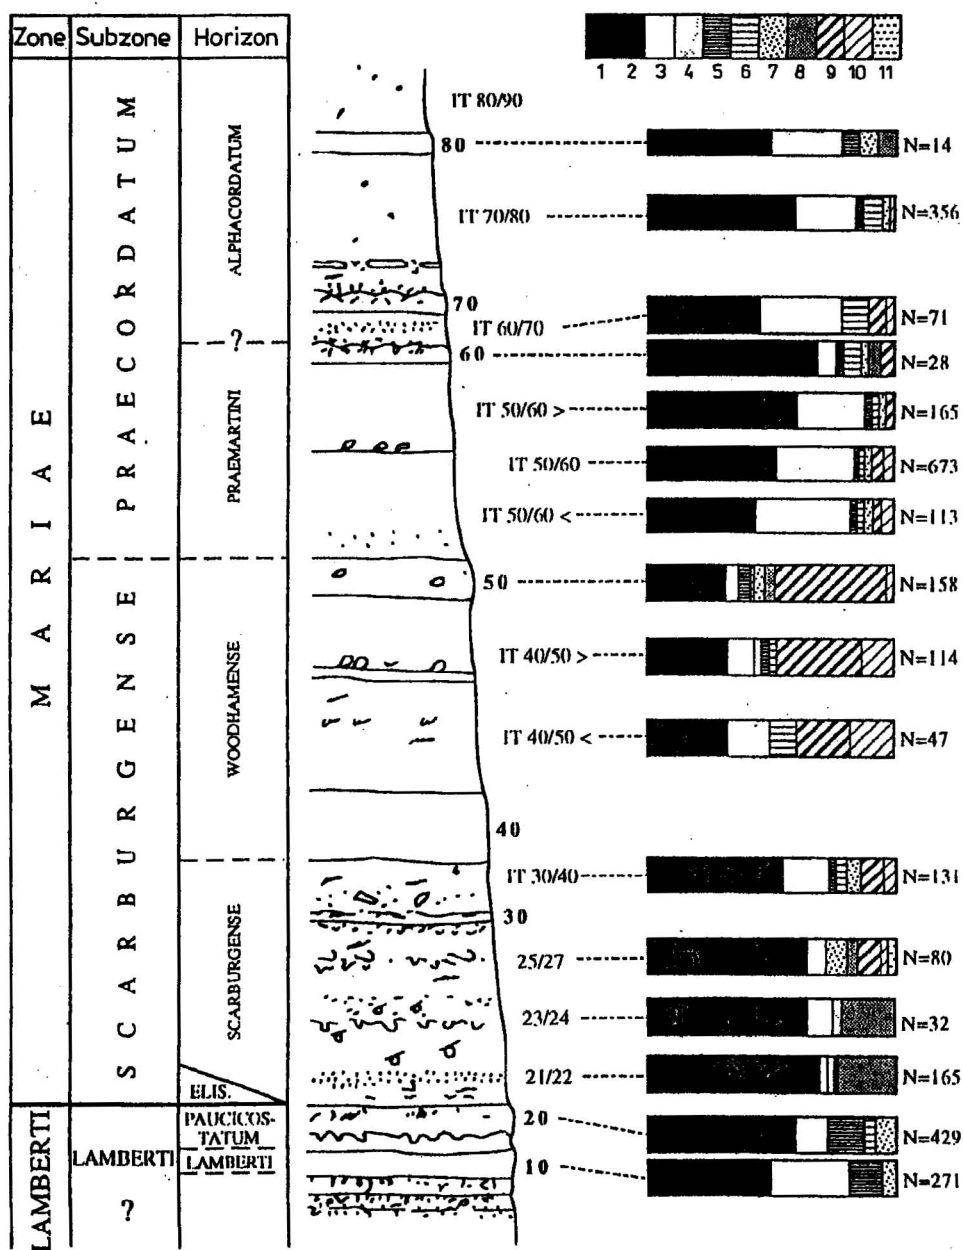 Zone Subzone Horizon
1 2 3 4 5 6 7 8 9 10 11
MARIAE
PRAECORDATUM
SCARBURGENSE
ALPHACORDATUM
?
PRAEMARTINI
WOODHAMENSE
SCARBURGENSE
ELIS.
LAMBERTI
LAMBERTI
?
PAUCICOS-
TATUM
LAMBERTI
IT 80/90
80 N=14
IT 70/80 N=356
70
IT 60/70 N=71
60 N=28
IT 50/60 > N=165
IT 50/60 N=673
IT 50/60 < N=113
50 N=158
IT 40/50 > N=114
IT 40/50 < N=47
40
IT 30/40 N=131
30
25/27 N=80
23/24 N=32
21/22 N=165
20 N=429
10 N=271